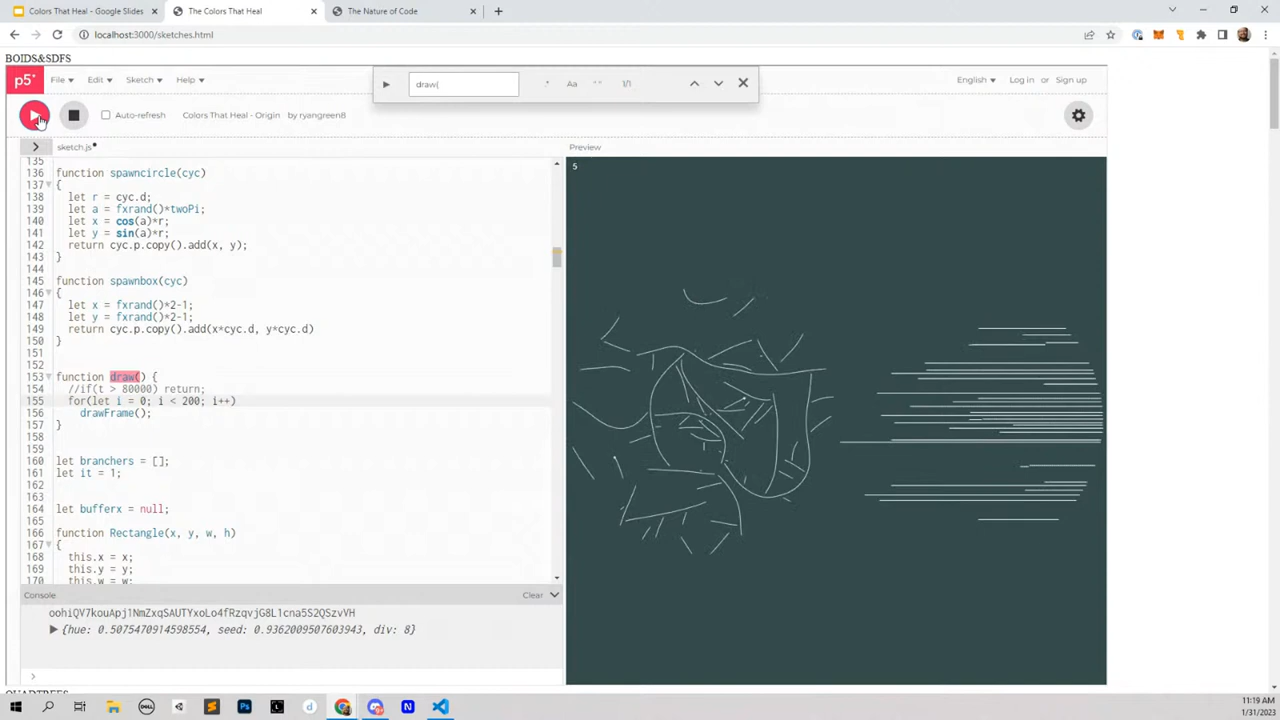 Colors That Heal - Google Slides
The Colors That Heal
The Nature of Code
localhost:3000/sketches.html
BOIDS&SDFS
p5*
File
Edit
Sketch
Help
draw(
.*
Aa
" "
1/1
English
Log in
or
Sign up
Auto-refresh
Colors That Heal - Origin
by ryangreen8
sketch.js
Preview
5
135
136 function spawncircle(cyc)
137 {
138 let r = cyc.d;
139 let a = fxrand()*twoPi;
140 let x = cos(a)*r;
141 let y = sin(a)*r;
142 return cyc.p.copy().add(x, y);
143 }
144
145 function spawnbox(cyc)
146 {
147 let x = fxrand()*2-1;
148 let y = fxrand()*2-1;
149 return cyc.p.copy().add(x*cyc.d, y*cyc.d)
150 }
151
152
153 function draw() {
154 //if(t > 80000) return;
155 for(let i = 0; i < 200; i++)
156 drawFrame();
157 }
158
159
160 let branchers = [];
161 let it = 1;
162
163
164 let bufferx = null;
165
166 function Rectangle(x, y, w, h)
167 {
168 this.x = x;
169 this.y = y;
170 this.w = w;
Console
Clear
oohiQV7kouApj1NmZxqSAUTYxoLo4fRzqvjG8L1cna5S2QSzvVH
{hue: 0.5075470914598554, seed: 0.9362009507603943, div: 8}
QUADTREES
11:19 AM
1/31/2023